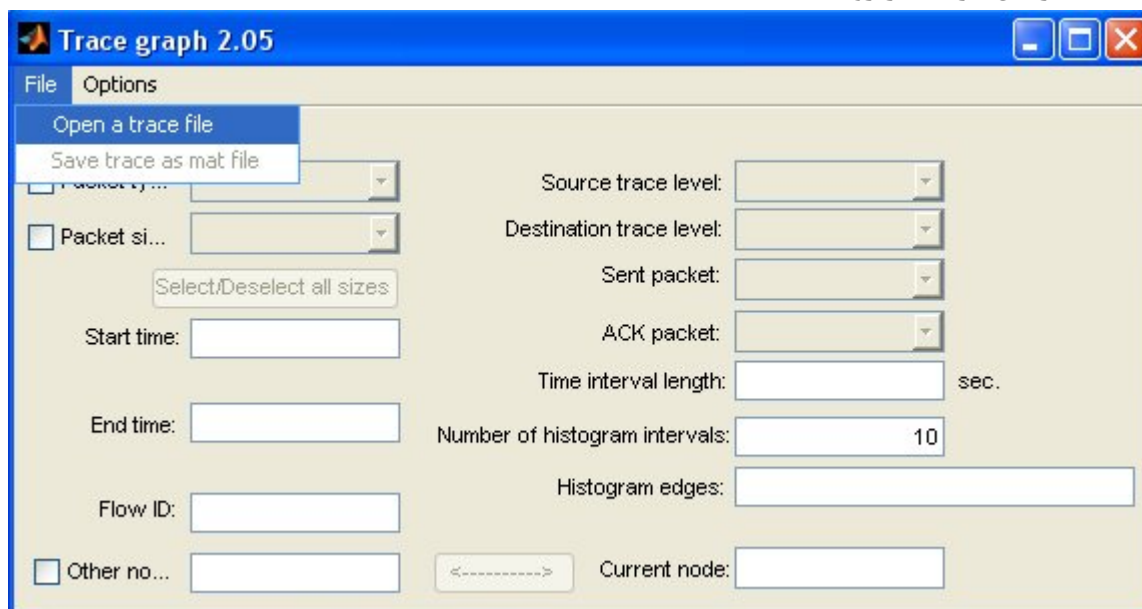 Trace graph 2.05
File Options
Open a trace file
Save trace as mat file
Source trace level:
Packet si...
Destination trace level:
Select/Deselect all sizes
Sent packet:
Start time:
ACK packet:
Time interval length: sec.
End time:
Number of histogram intervals: 10
Histogram edges:
Flow ID:
Other no... <----------> Current node: